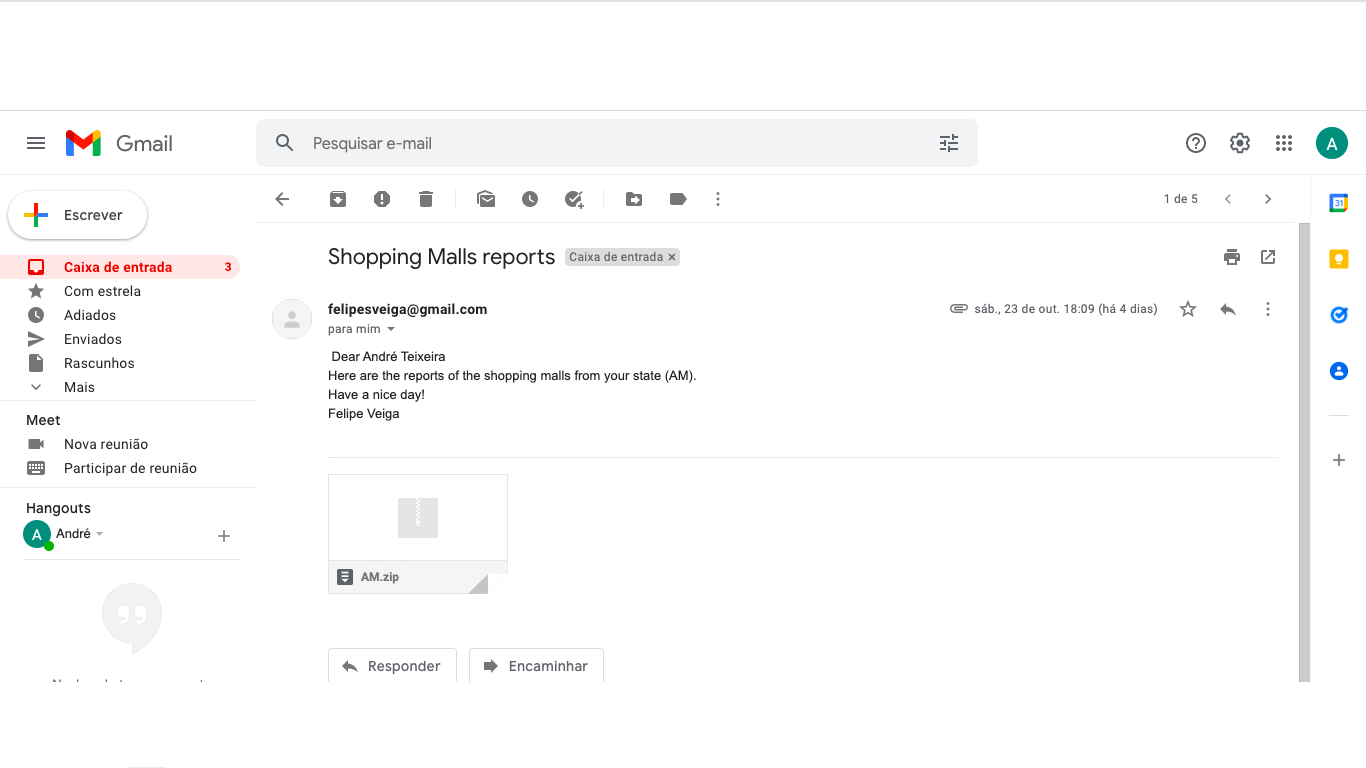 Gmail
Pesquisar e-mail
A
Escrever
1 de 5
31
Caixa de entrada 3
Com estrela
Adiados
Enviados
Rascunhos
Mais
Meet
Nova reunião
Participar de reunião
Hangouts
A André
Shopping Malls reports Caixa de entrada ×
felipesveiga@gmail.com sáb., 23 de out. 18:09 (há 4 dias)
para mim
Dear André Teixeira
Here are the reports of the shopping malls from your state (AM).
Have a nice day!
Felipe Veiga
AM.zip
Responder Encaminhar